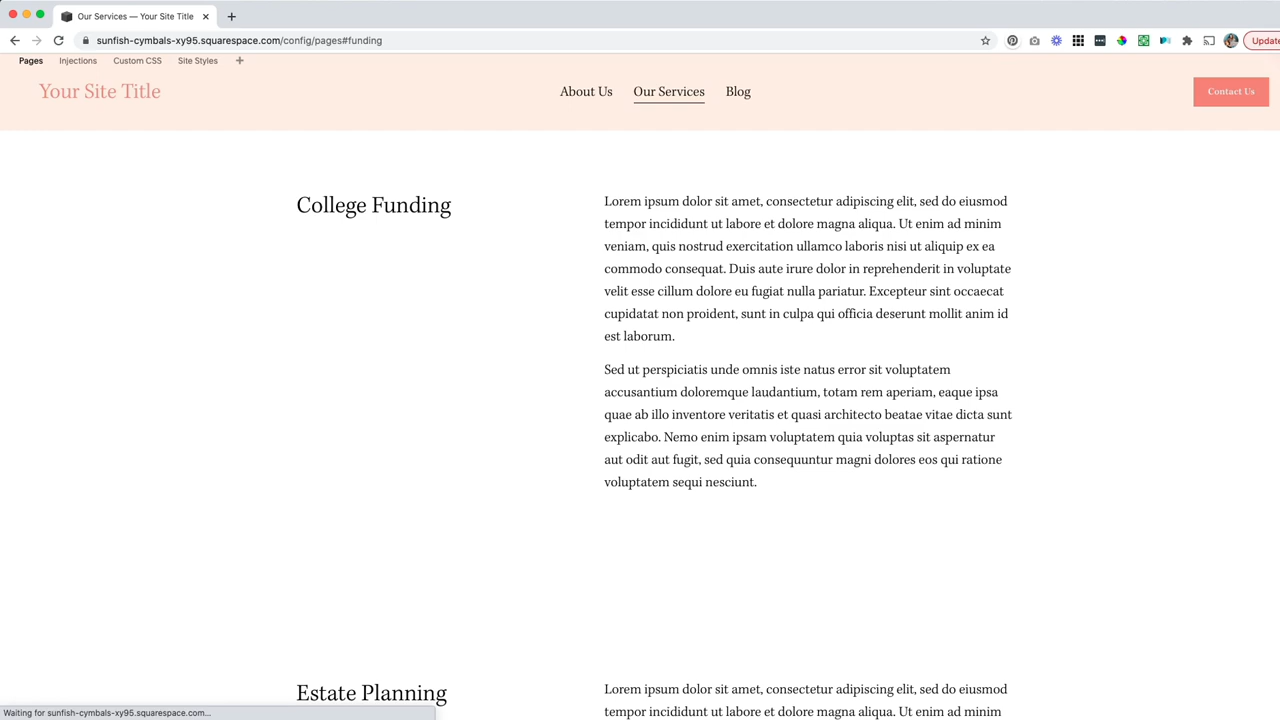 Our Services — Your Site Title
sunfish-cymbals-xy95.squarespace.com/config/pages#funding
Update
Pages Injections Custom CSS Site Styles
Your Site Title
About Us Our Services Blog
Contact Us
College Funding
Lorem ipsum dolor sit amet, consectetur adipiscing elit, sed do eiusmod
tempor incididunt ut labore et dolore magna aliqua. Ut enim ad minim
veniam, quis nostrud exercitation ullamco laboris nisi ut aliquip ex ea
commodo consequat. Duis aute irure dolor in reprehenderit in voluptate
velit esse cillum dolore eu fugiat nulla pariatur. Excepteur sint occaecat
cupidatat non proident, sunt in culpa qui officia deserunt mollit anim id
est laborum.
Sed ut perspiciatis unde omnis iste natus error sit voluptatem
accusantium doloremque laudantium, totam rem aperiam, eaque ipsa
quae ab illo inventore veritatis et quasi architecto beatae vitae dicta sunt
explicabo. Nemo enim ipsam voluptatem quia voluptas sit aspernatur
aut odit aut fugit, sed quia consequuntur magni dolores eos qui ratione
voluptatem sequi nesciunt.
Estate Planning
Lorem ipsum dolor sit amet, consectetur adipiscing elit, sed do eiusmod
tempor incididunt ut labore et dolore magna aliqua. Ut enim ad minim
Waiting for sunfish-cymbals-xy95.squarespace.com...